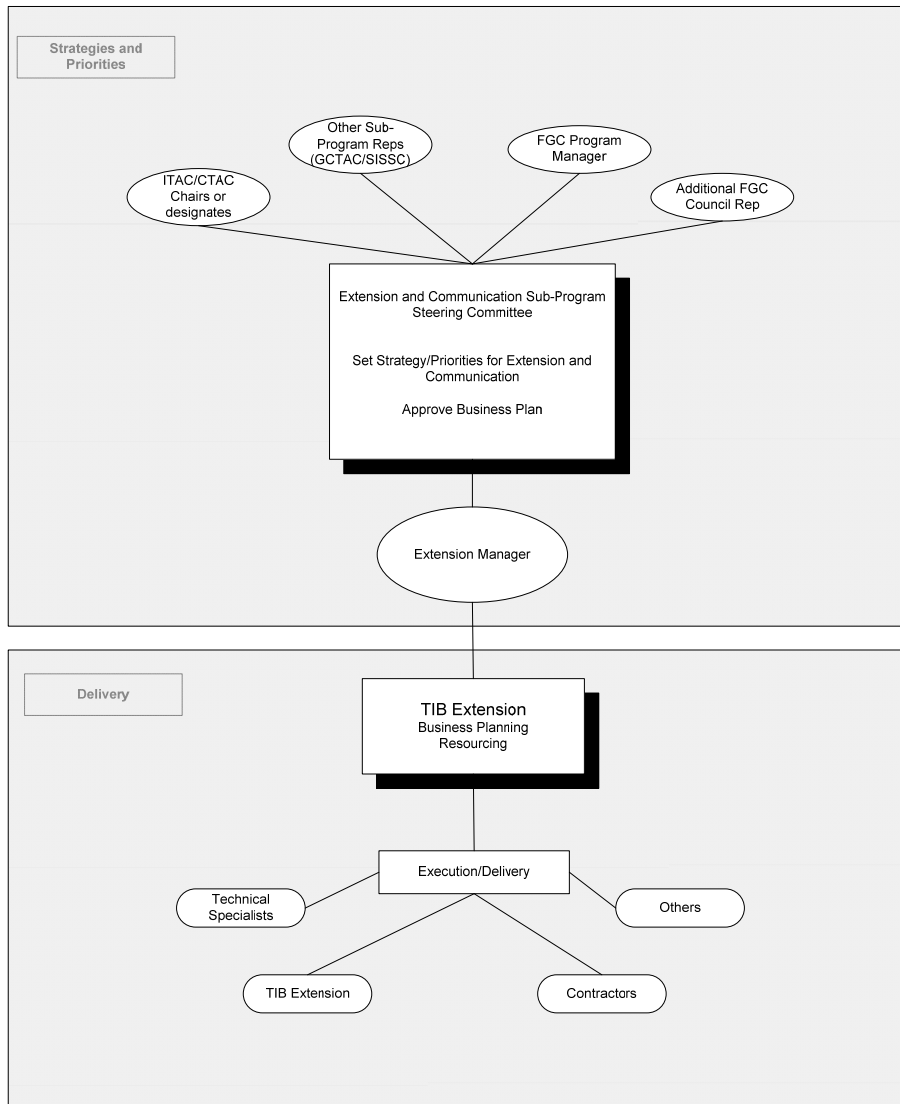 Strategies and
Priorities
Other Sub-
Program Reps
(GCTAC/SISSC)
FGC Program
Manager
ITAC/CTAC
Chairs or
designates
Additional FGC
Council Rep
Extension and Communication Sub-Program
Steering Committee
Set Strategy/Priorities for Extension and
Communication
Approve Business Plan
Extension Manager
Delivery
TIB Extension
Business Planning
Resourcing
Execution/Delivery
Technical
Specialists
Others
TIB Extension
Contractors